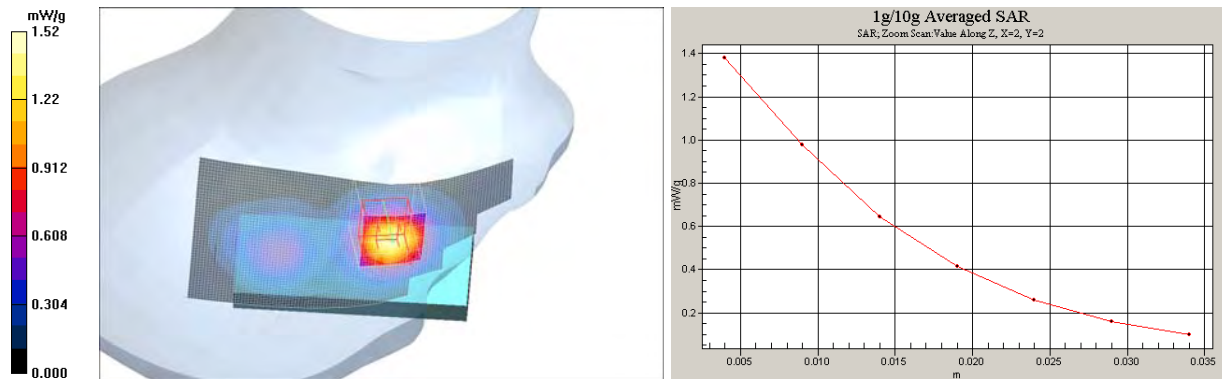 mW/g
1.52
1.22
0.912
0.608
0.304
0.000
1g/10g Averaged SAR
SAR; Zoom Scan:Value Along Z, X=2, Y=2
1.4
1.2
1.0
0.8
mW/g
0.6
0.4
0.2
0.005 0.010 0.015 0.020 0.025 0.030 0.035
m